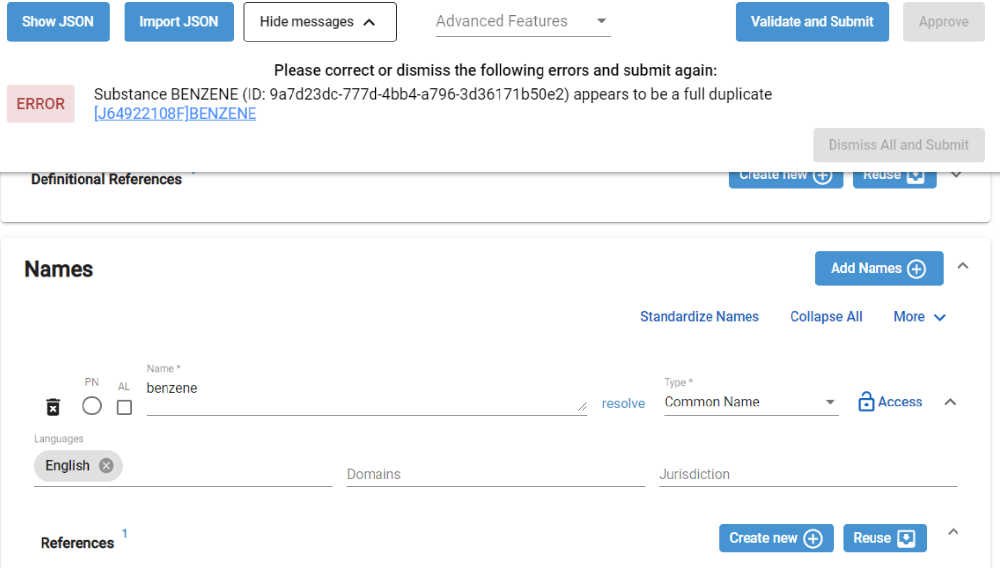 Show JSON
Import JSON
Hide messages
Advanced Features
Validate and Submit
Approve
Please correct or dismiss the following errors and submit again:
ERROR
Substance BENZENE (ID: 9a7d23dc-777d-4bb4-a796-3d36171b50e2) appears to be a full duplicate
[J64922108F]BENZENE
Dismiss All and Submit
Definitional References
Create new
Reuse
Names
Add Names
Standardize Names
Collapse All
More
PN
AL
Name *
benzene
resolve
Type *
Common Name
Access
Languages
English
Domains
Jurisdiction
References 1
Create new
Reuse